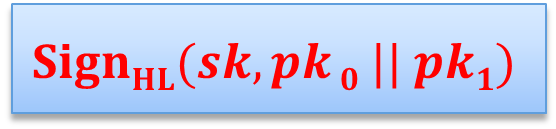 Sign_HL(sk, pk_0 || pk_1)